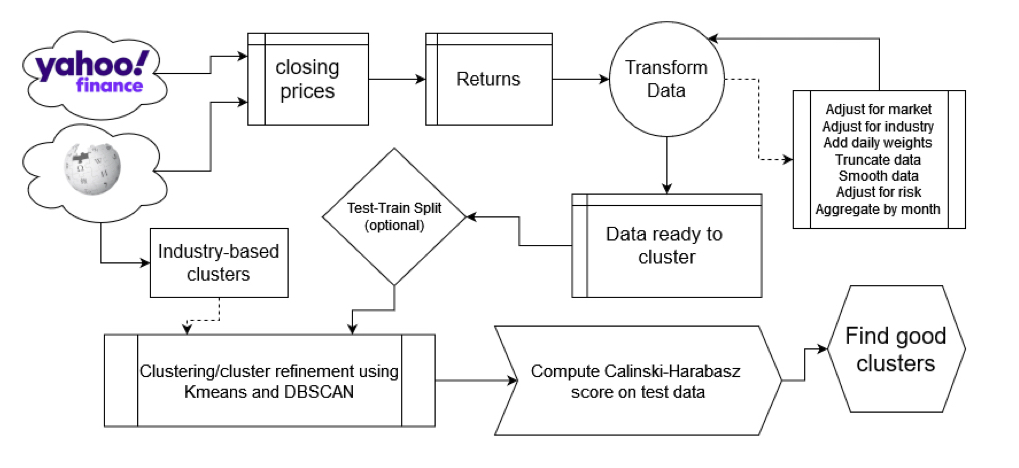 yahoo!
finance
closing
prices
Returns
Transform
Data
Adjust for market
Adjust for industry
Add daily weights
Truncate data
Smooth data
Adjust for risk
Aggregate by month
Test-Train Split
(optional)
Data ready to
cluster
Industry-based
clusters
Clustering/cluster refinement using
Kmeans and DBSCAN
Compute Calinski-Harabasz
score on test data
Find good
clusters